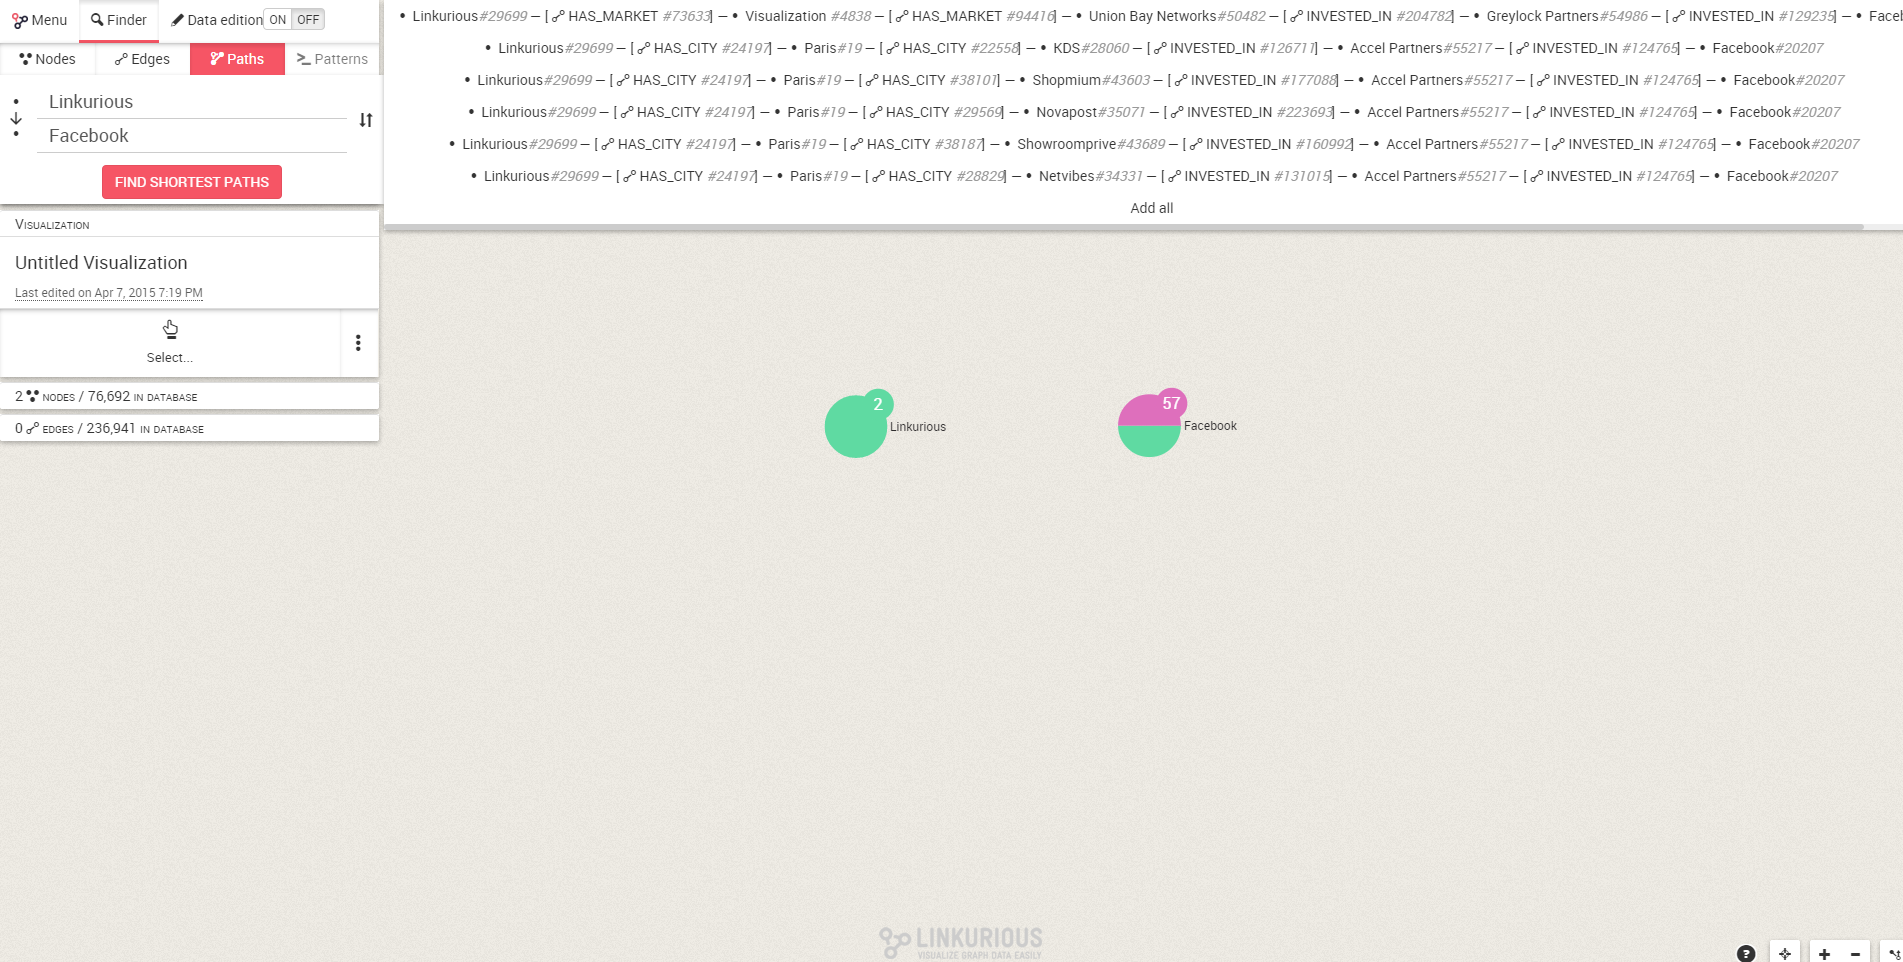 Menu Finder Data edition ON OFF
Nodes Edges Paths Patterns
Linkurious
Facebook
FIND SHORTEST PATHS
Visualization
Untitled Visualization
Last edited on Apr 7, 2015 7:19 PM
Select...
2 nodes / 76,692 in database
0 edges / 236,941 in database
• Linkurious#29699 – [ HAS_MARKET #73633] – • Visualization #4838 – [ HAS_MARKET #94416] – • Union Bay Networks#50482 – [ INVESTED_IN #204782] – • Greylock Partners#54986 – [ INVESTED_IN #129235] – • Faceb
• Linkurious#29699 – [ HAS_CITY #24197] – • Paris#19 – [ HAS_CITY #22558] – • KDS#28060 – [ INVESTED_IN #126711] – • Accel Partners#55217 – [ INVESTED_IN #124765] – • Facebook#20207
• Linkurious#29699 – [ HAS_CITY #24197] – • Paris#19 – [ HAS_CITY #38101] – • Shopmium#43603 – [ INVESTED_IN #177088] – • Accel Partners#55217 – [ INVESTED_IN #124765] – • Facebook#20207
• Linkurious#29699 – [ HAS_CITY #24197] – • Paris#19 – [ HAS_CITY #29569] – • Novapost#35071 – [ INVESTED_IN #223693] – • Accel Partners#55217 – [ INVESTED_IN #124765] – • Facebook#20207
• Linkurious#29699 – [ HAS_CITY #24197] – • Paris#19 – [ HAS_CITY #38187] – • Showroomprive#43689 – [ INVESTED_IN #160992] – • Accel Partners#55217 – [ INVESTED_IN #124765] – • Facebook#20207
• Linkurious#29699 – [ HAS_CITY #24197] – • Paris#19 – [ HAS_CITY #28829] – • Netvibes#34331 – [ INVESTED_IN #131015] – • Accel Partners#55217 – [ INVESTED_IN #124765] – • Facebook#20207
Add all
2 Linkurious
57 Facebook
LINKURIOUS
VISUALIZE GRAPH DATA EASILY
? + −